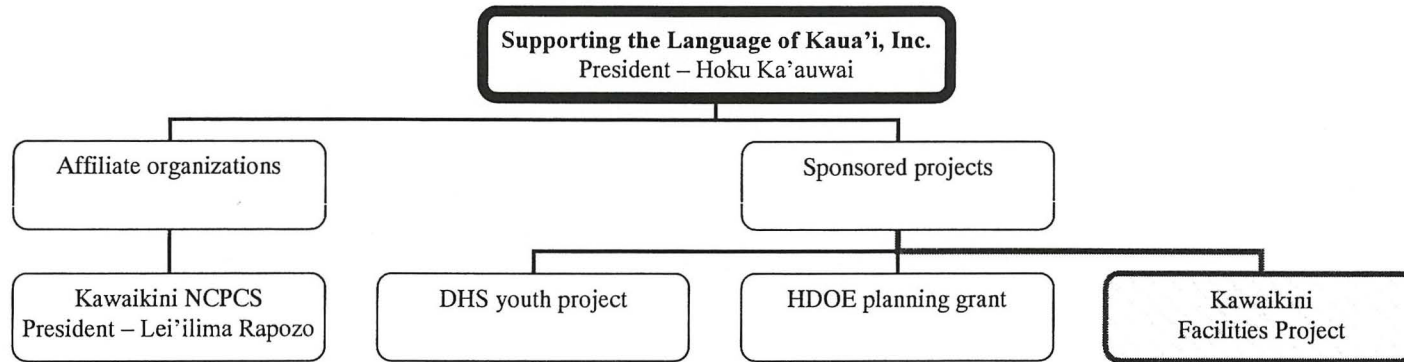 Supporting the Language of Kaua'i, Inc.
President – Hoku Ka'auwai
Affiliate organizations
Sponsored projects
Kawaikini NCPCS
President – Lei'ilima Rapozo
DHS youth project
HDOE planning grant
Kawaikini
Facilities Project